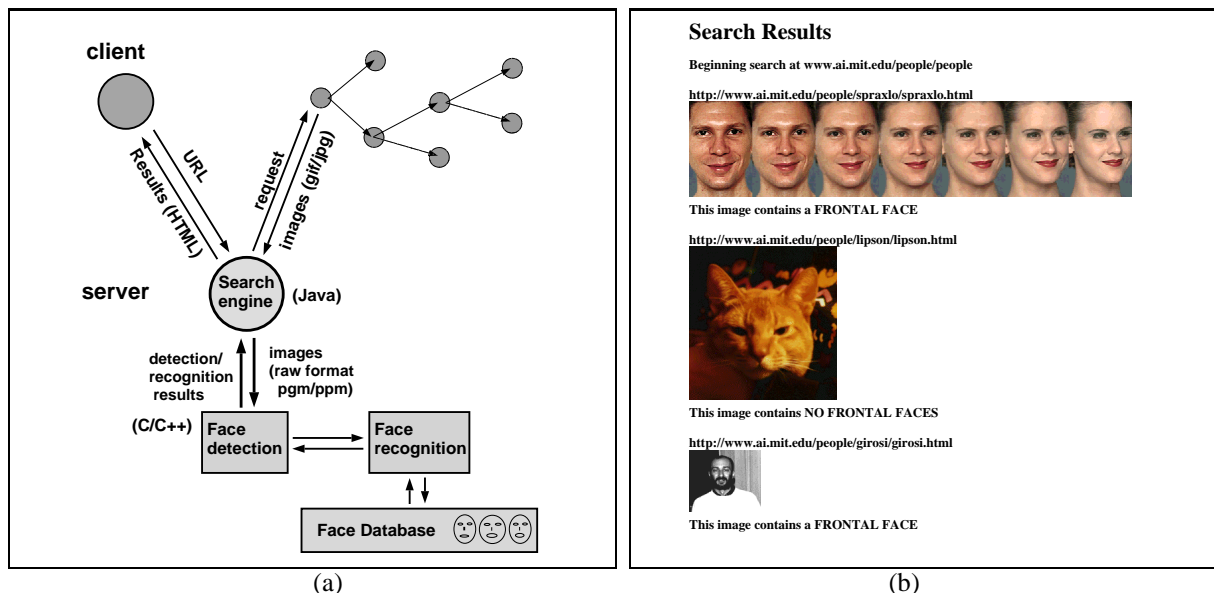 client
URL
Results (HTML)
request
images (gif/jpg)
server
Search
engine
(Java)
detection/
recognition
results
images
(raw format
pgm/ppm)
(C/C++)
Face
detection
Face
recognition
Face Database
(a)
Search Results
Beginning search at www.ai.mit.edu/people/people
http://www.ai.mit.edu/people/spraxlo/spraxlo.html
This image contains a FRONTAL FACE
http://www.ai.mit.edu/people/lipson/lipson.html
This image contains NO FRONTAL FACES
http://www.ai.mit.edu/people/girosi/girosi.html
This image contains a FRONTAL FACE
(b)